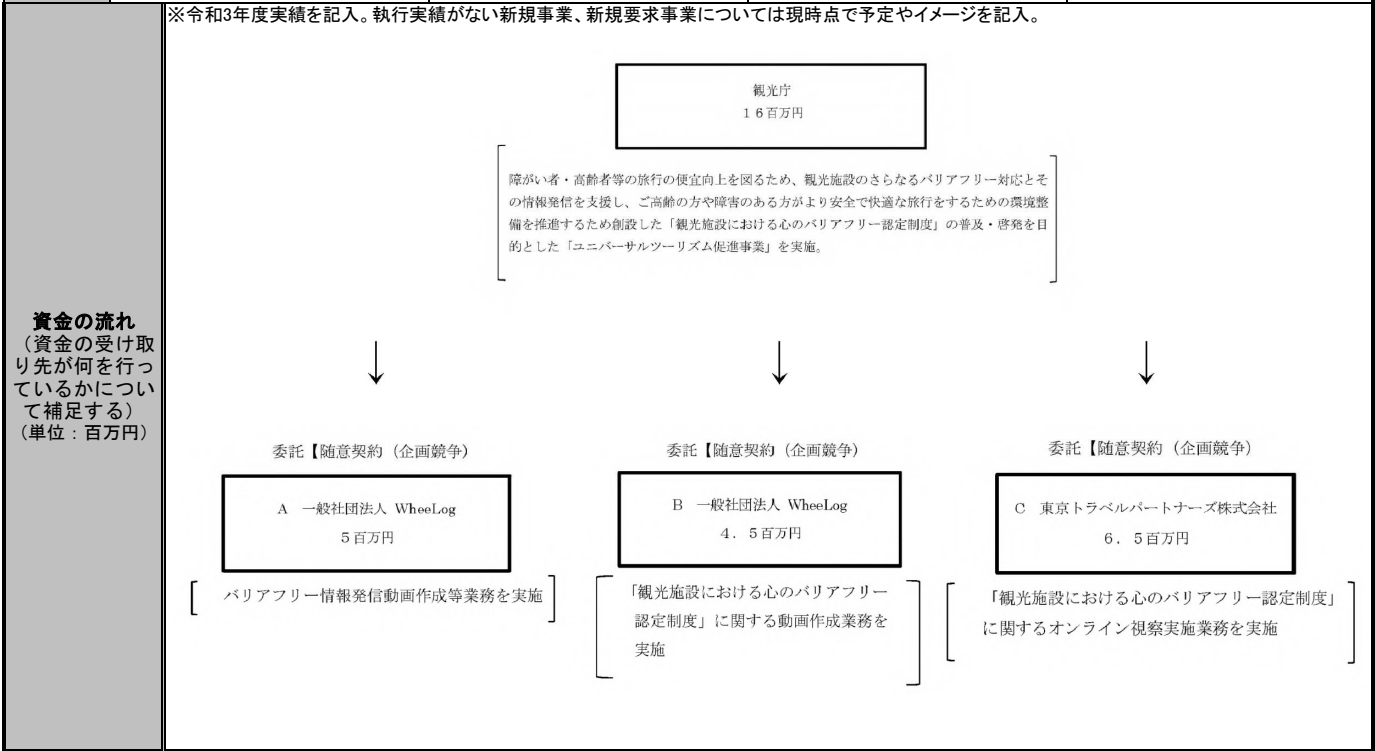 ※令和3年度実績を記入。執行実績がない新規事業、新規要求事業については現時点で予定やイメージを記入。
観光庁
16百万円
障がい者・高齢者等の旅行の便宜向上を図るため、観光施設のさらなるバリアフリー対応とそ
の情報発信を支援し、ご高齢の方や障害のある方がより安全で快適な旅行をするための環境整
備を推進するため創設した「観光施設における心のバリアフリー認定制度」の普及・啓発を目
的とした「ユニバーサルツーリズム促進事業」を実施。
資金の流れ
（資金の受け取
り先が何を行っ
ているかについ
て補足する）
（単位：百万円）
委託【随意契約（企画競争）
A　一般社団法人 WheeLog
5百万円
バリアフリー情報発信動画作成等業務を実施
委託【随意契約（企画競争）
B　一般社団法人 WheeLog
4．5百万円
「観光施設における心のバリアフリー
認定制度」に関する動画作成業務を
実施
委託【随意契約（企画競争）
C　東京トラベルパートナーズ株式会社
6．5百万円
「観光施設における心のバリアフリー認定制度」
に関するオンライン視察実施業務を実施